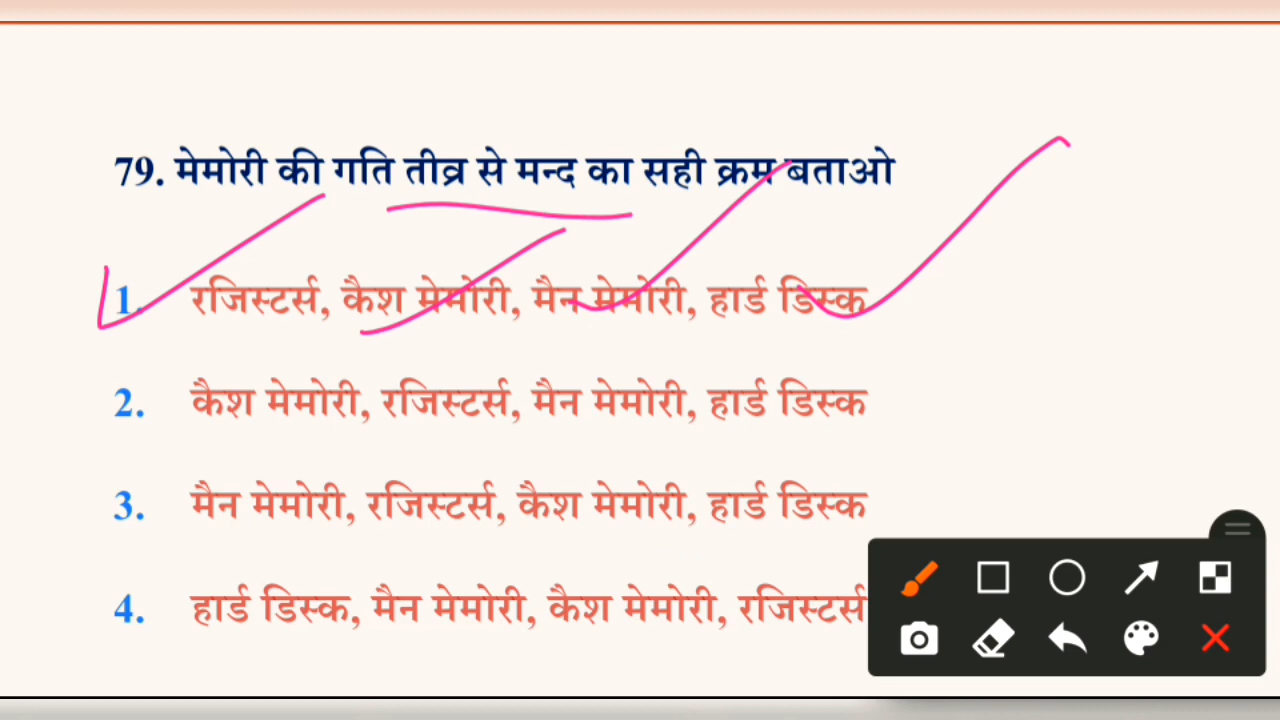 79. मेमोरी की गति तीव्र से मन्द का सही क्रम बताओ
1. रजिस्टर्स, कैश मेमोरी, मैन मेमोरी, हार्ड डिस्क
2. कैश मेमोरी, रजिस्टर्स, मैन मेमोरी, हार्ड डिस्क
3. मैन मेमोरी, रजिस्टर्स, कैश मेमोरी, हार्ड डिस्क
4. हार्ड डिस्क, मैन मेमोरी, कैश मेमोरी, रजिस्टर्स